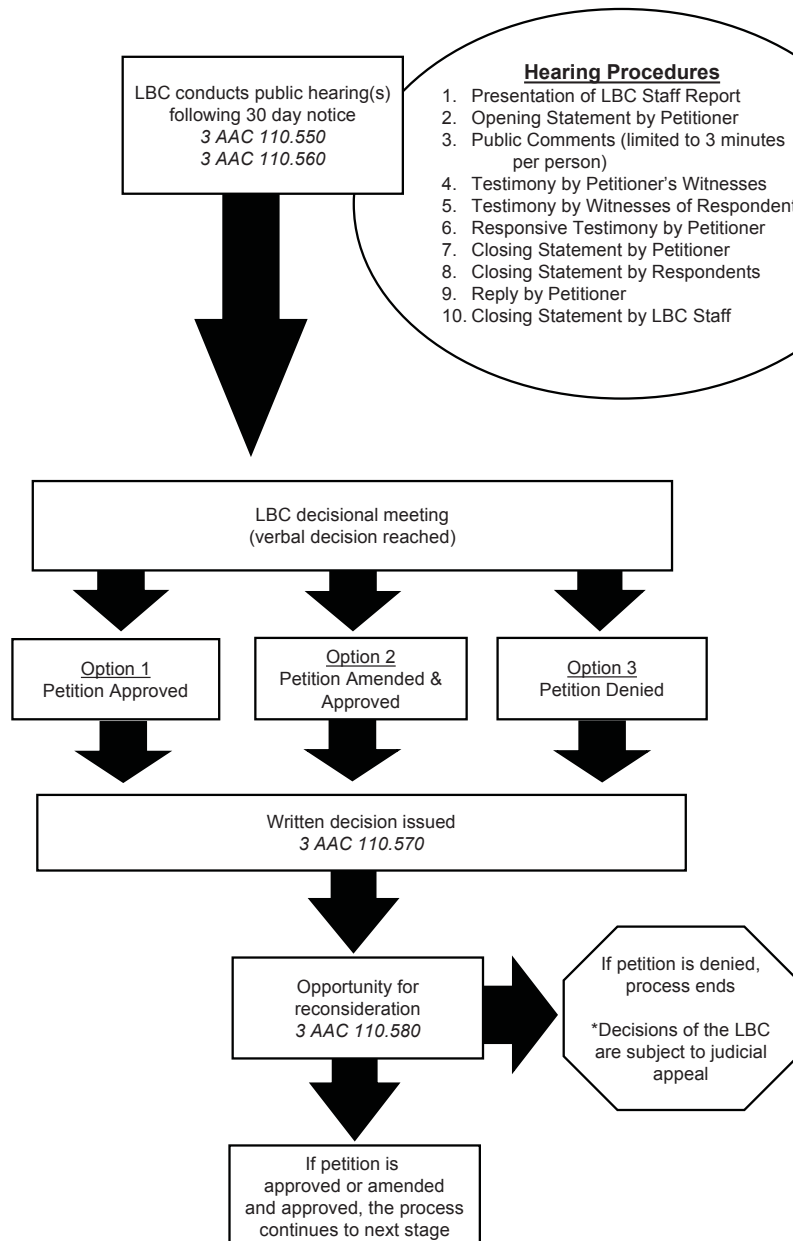 LBC conducts public hearing(s)
following 30 day notice
3 AAC 110.550
3 AAC 110.560
Hearing Procedures
1. Presentation of LBC Staff Report
2. Opening Statement by Petitioner
3. Public Comments (limited to 3 minutes
per person)
4. Testimony by Petitioner's Witnesses
5. Testimony by Witnesses of Respondent
6. Responsive Testimony by Petitioner
7. Closing Statement by Petitioner
8. Closing Statement by Respondents
9. Reply by Petitioner
10. Closing Statement by LBC Staff
LBC decisional meeting
(verbal decision reached)
Option 1
Petition Approved
Option 2
Petition Amended &
Approved
Option 3
Petition Denied
Written decision issued
3 AAC 110.570
Opportunity for
reconsideration
3 AAC 110.580
If petition is denied,
process ends
*Decisions of the LBC
are subject to judicial
appeal
If petition is
approved or amended
and approved, the process
continues to next stage